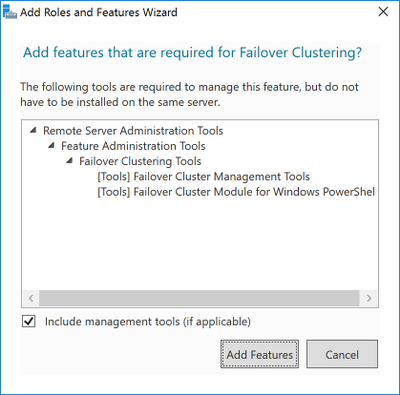 Add Roles and Features Wizard
Add features that are required for Failover Clustering?
The following tools are required to manage this feature, but do not
have to be installed on the same server.
Remote Server Administration Tools
Feature Administration Tools
Failover Clustering Tools
[Tools] Failover Cluster Management Tools
[Tools] Failover Cluster Module for Windows PowerShel
Include management tools (if applicable)
Add Features
Cancel